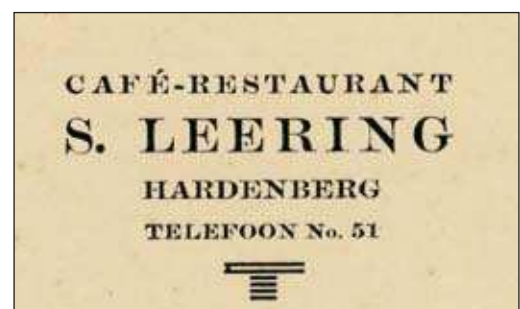 CAFÉ-RESTAURANT
S. LEERING
HARDENBERG
TELEFOON No. 51